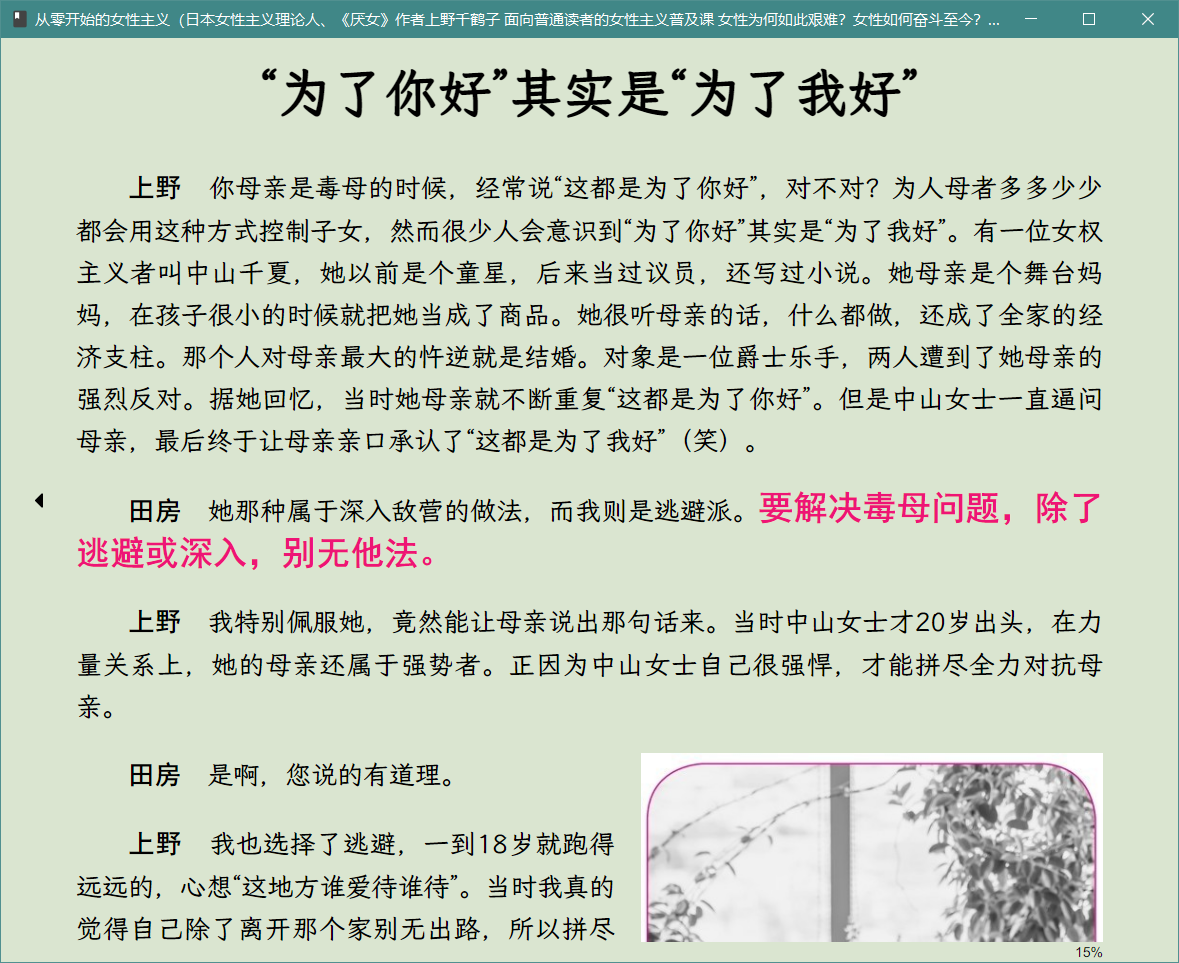 从零开始的女性主义（日本女性主义理论人、《厌女》作者上野千鹤子 面向普通读者的女性主义普及课 女性为何如此艰难？女性如何奋斗至今？...
“为了你好”其实是“为了我好”
上野 你母亲是毒母的时候，经常说“这都是为了你好”，对不对？为人母者多多少少
都会用这种方式控制子女，然而很少人会意识到“为了你好”其实是“为了我好”。有一位女权
主义者叫中山千夏，她以前是个童星，后来当过议员，还写过小说。她母亲是个舞台妈
妈，在孩子很小的时候就把她当成了商品。她很听母亲的话，什么都做，还成了全家的经
济支柱。那个人对母亲最大的忤逆就是结婚。对象是一位爵士乐手，两人遭到了她母亲的
强烈反对。据她回忆，当时她母亲就不断重复“这都是为了你好”。但是中山女士一直逼问
母亲，最后终于让母亲亲口承认了“这都是为了我好”（笑）。
田房 她那种属于深入敌营的做法，而我则是逃避派。要解决毒母问题，除了
逃避或深入，别无他法。
上野 我特别佩服她，竟然能让母亲说出那句话来。当时中山女士才20岁出头，在力
量关系上，她的母亲还属于强势者。正因为中山女士自己很强悍，才能拼尽全力对抗母
亲。
田房 是啊，您说的有道理。
上野 我也选择了逃避，一到18岁就跑得
远远的，心想“这地方谁爱待谁待”。当时我真的
觉得自己除了离开那个家别无出路，所以拼尽
15%